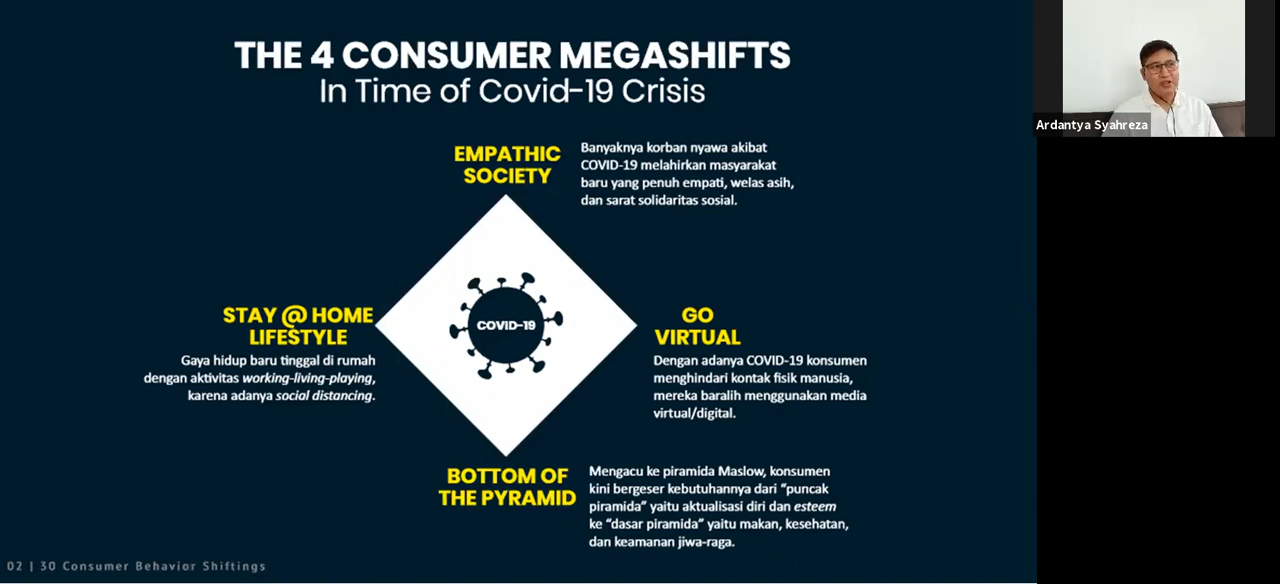 THE 4 CONSUMER MEGASHIFTS
In Time of Covid-19 Crisis
Ardantya Syahreza
EMPATHIC
SOCIETY
Banyaknya korban nyawa akibat
COVID-19 melahirkan masyarakat
baru yang penuh empati, welas asih,
dan sarat solidaritas sosial.
STAY @ HOME
LIFESTYLE
Gaya hidup baru tinggal di rumah
dengan aktivitas working-living-playing,
karena adanya social distancing.
COVID-19
GO
VIRTUAL
Dengan adanya COVID-19 konsumen
menghindari kontak fisik manusia,
mereka baralih menggunakan media
virtual/digital.
BOTTOM OF
THE PYRAMID
Mengacu ke piramida Maslow, konsumen
kini bergeser kebutuhannya dari “puncak
piramida” yaitu aktualisasi diri dan esteem
ke “dasar piramida” yaitu makan, kesehatan,
dan keamanan jiwa-raga.
02 | 30 Consumer Behavior Shiftings